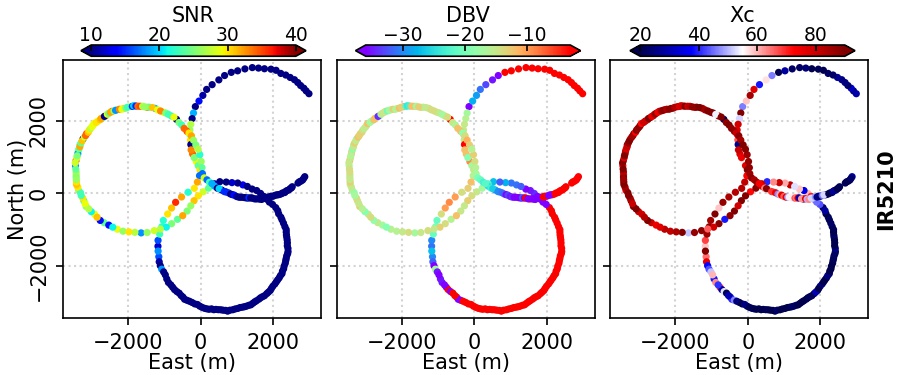 SNR DBV Xc
10 20 30 40 −30 −20 −10 20 40 60 80
2000
0
−2000
North (m)
IR5210
−2000 0 2000 −2000 0 2000 −2000 0 2000
East (m) East (m) East (m)